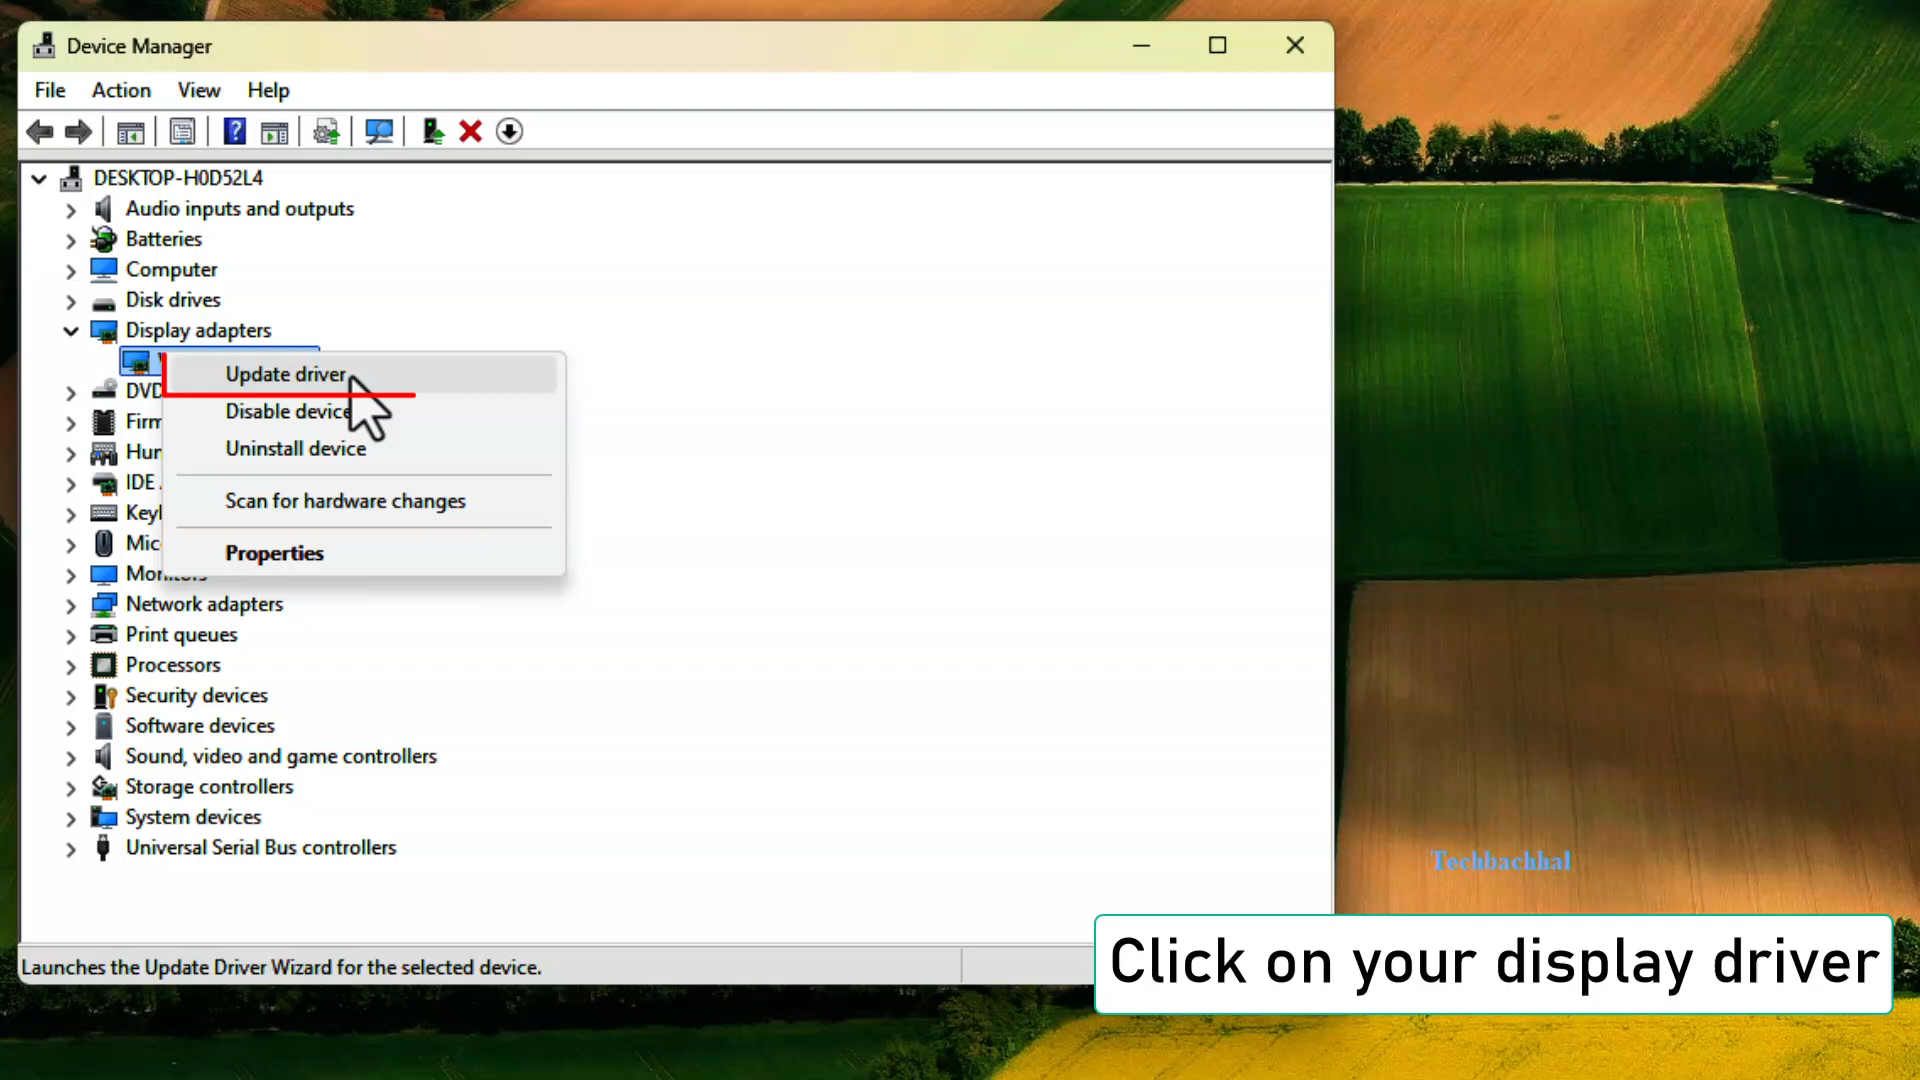 Device Manager
File Action View Help
DESKTOP-H0D52L4
Audio inputs and outputs
Batteries
Computer
Disk drives
Display adapters
Update driver
Disable device
Uninstall device
Scan for hardware changes
Properties
Network adapters
Print queues
Processors
Security devices
Software devices
Sound, video and game controllers
Storage controllers
System devices
Universal Serial Bus controllers
Techbachhal
Launches the Update Driver Wizard for the selected device.
Click on your display driver